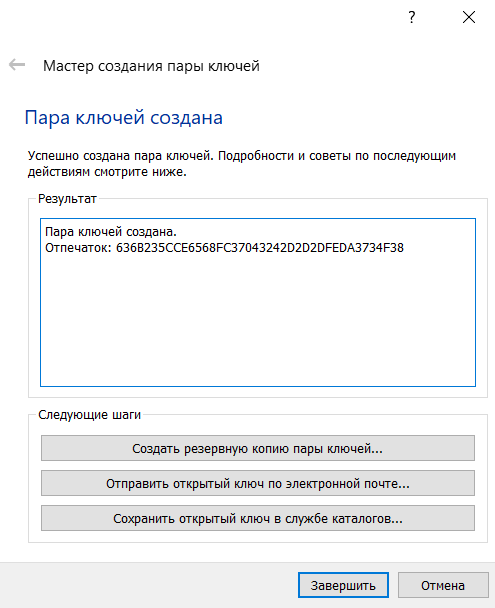 ?
Мастер создания пары ключей
Пара ключей создана
Успешно создана пара ключей. Подробности и советы по последующим
действиям смотрите ниже.
Результат
Пара ключей создана.
Отпечаток: 636B235CCE6568FC37043242D2D2DFEDA3734F38
Следующие шаги
Создать резервную копию пары ключей...
Отправить открытый ключ по электронной почте...
Сохранить открытый ключ в службе каталогов...
Завершить
Отмена